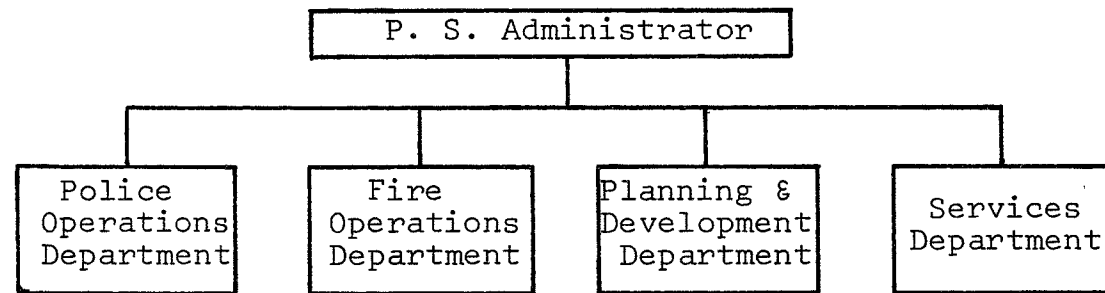 P. S. Administrator
Police
Operations
Department
Fire
Operations
Department
Planning &
Development
Department
Services
Department